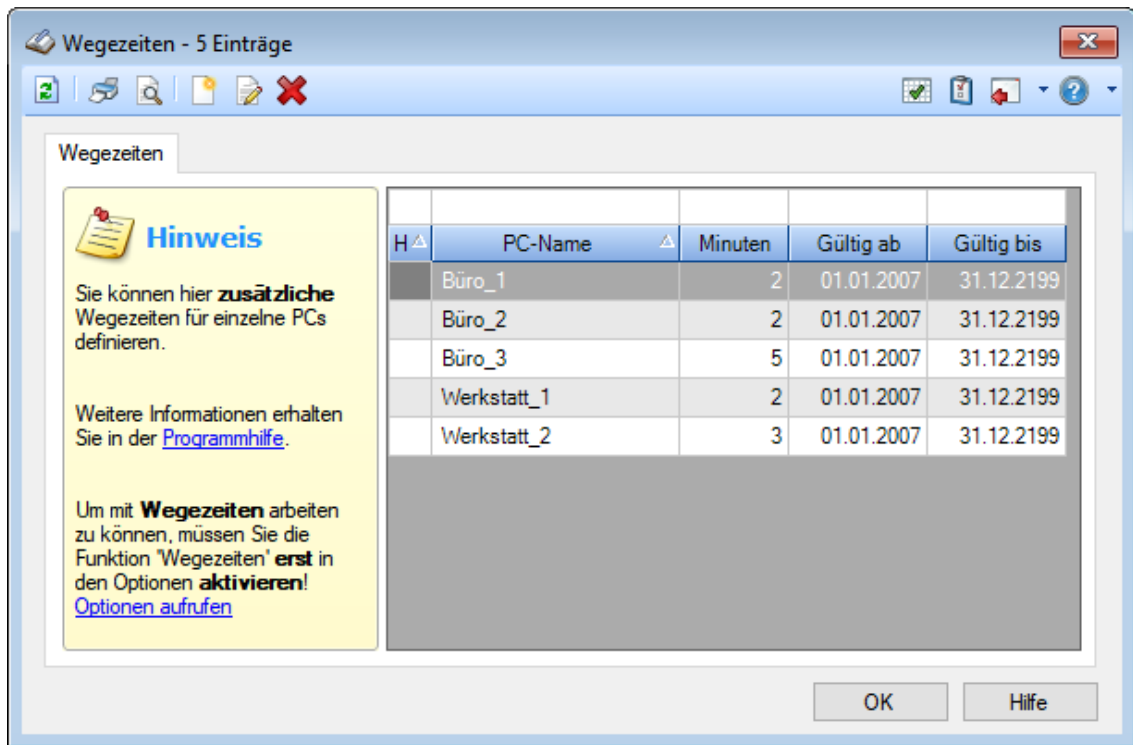 Wegezeiten - 5 Einträge
Wegezeiten
Hinweis
Sie können hier zusätzliche
Wegezeiten für einzelne PCs
definieren.
Weitere Informationen erhalten
Sie in der Programmhilfe.
Um mit Wegezeiten arbeiten
zu können, müssen Sie die
Funktion 'Wegezeiten' erst in
den Optionen aktivieren!
Optionen aufrufen
H PC-Name Minuten Gültig ab Gültig bis
Büro_1 2 01.01.2007 31.12.2199
Büro_2 2 01.01.2007 31.12.2199
Büro_3 5 01.01.2007 31.12.2199
Werkstatt_1 2 01.01.2007 31.12.2199
Werkstatt_2 3 01.01.2007 31.12.2199
OK Hilfe